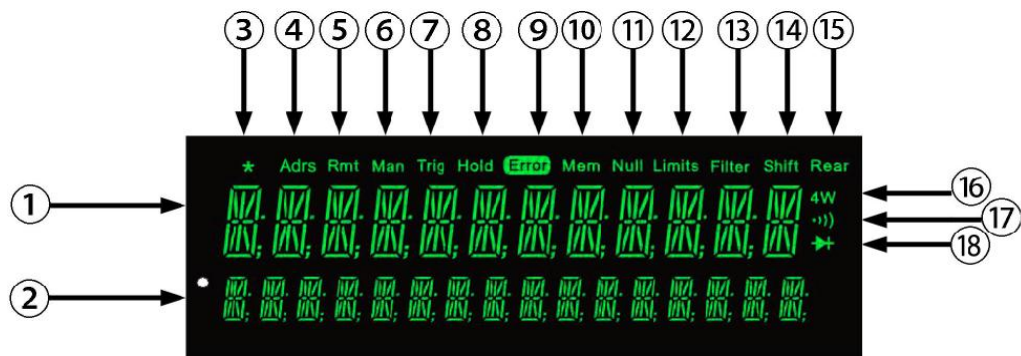 ③ ④ ⑤ ⑥ ⑦ ⑧ ⑨ ⑩ ⑪ ⑫ ⑬ ⑭ ⑮
* Adrs Rmt Man Trig Hold Error Mem Null Limits Filter Shift Rear
① 4W ⑯
⑰
⑱
②